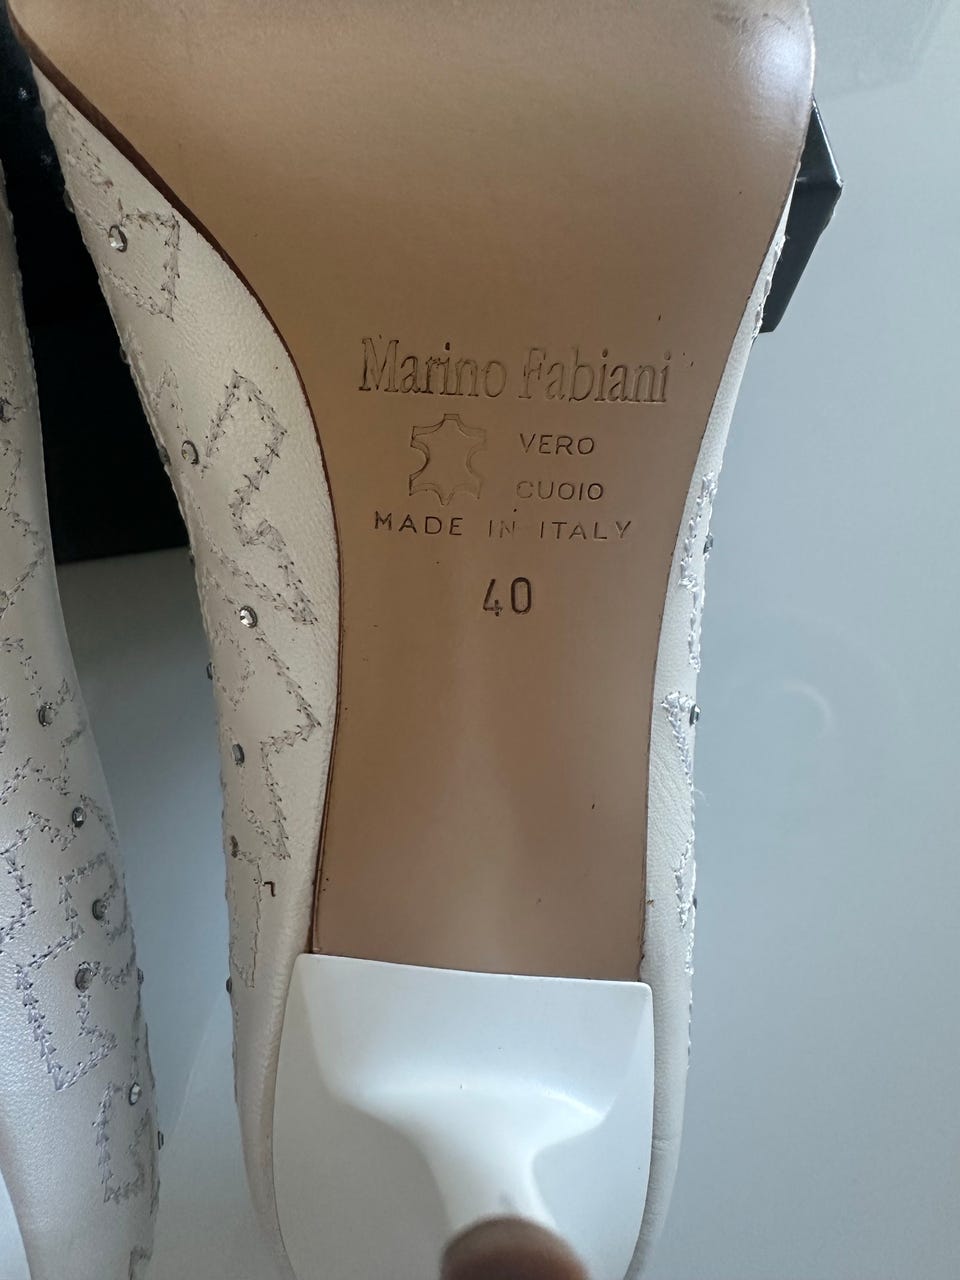 Marino Fabiani
VERO
CUOIO
MADE IN ITALY
40